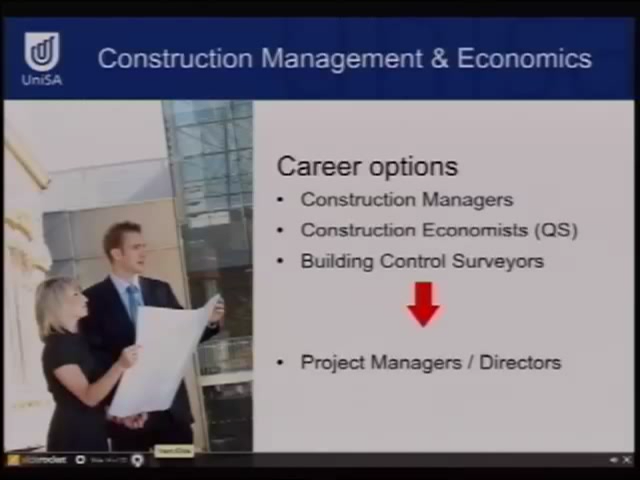 Construction Management & Economics
UniSA
Career options
• Construction Managers
• Construction Economists (QS)
• Building Control Surveyors
• Project Managers / Directors